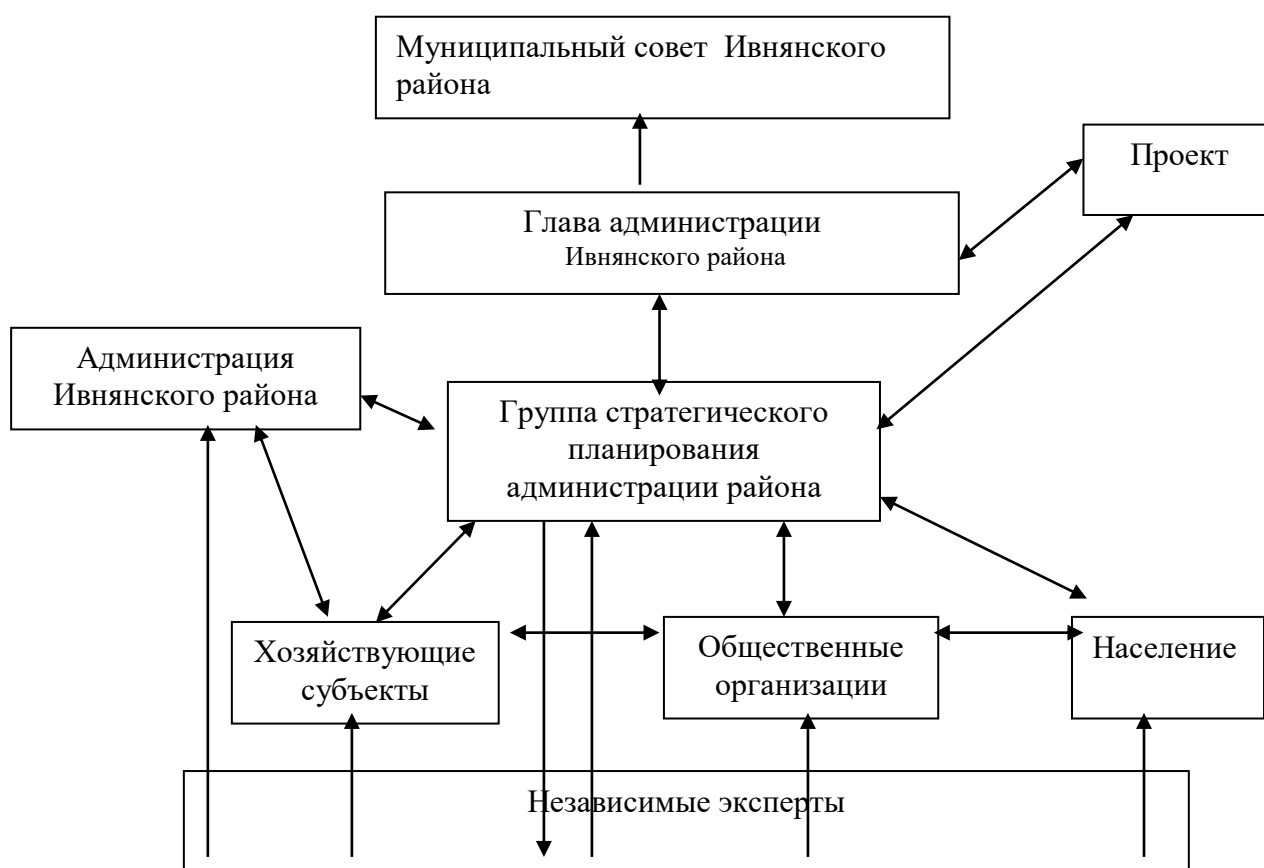 Муниципальный совет Ивнянского
района
Проект
Глава администрации
Ивнянского района
Администрация
Ивнянского района
Группа стратегического
планирования
администрации района
Хозяйствующие
субъекты
Общественные
организации
Население
Независимые эксперты